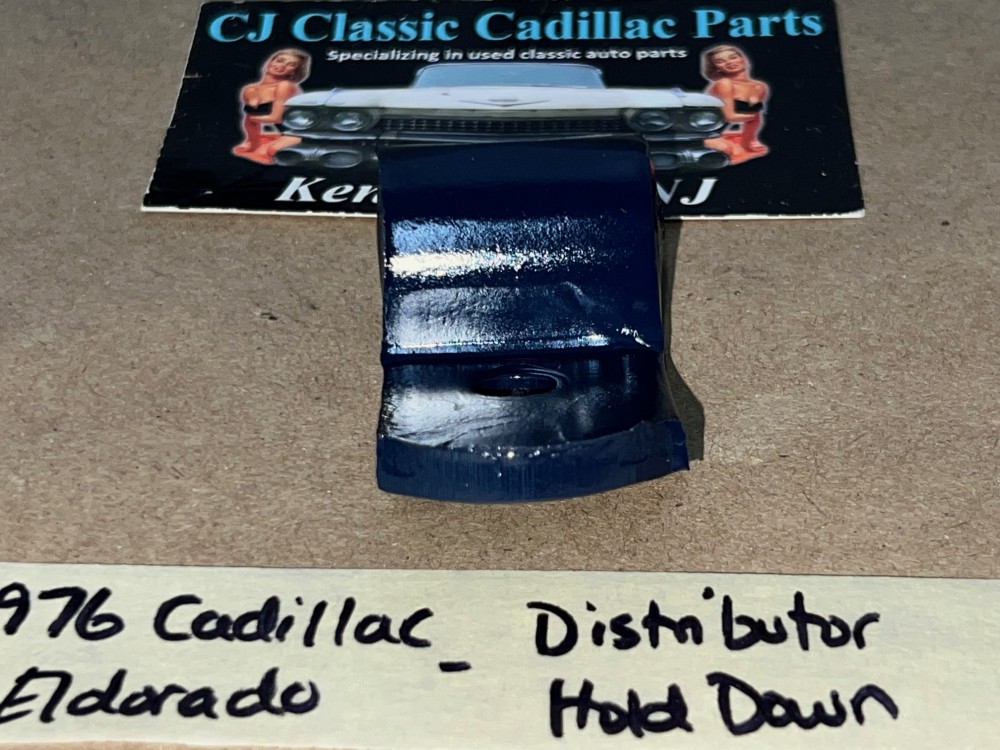 CJ Classic Cadillac Parts
Specializing in used classic auto parts
NJ
976 Cadillac - Distributor
Eldorado Hold Down